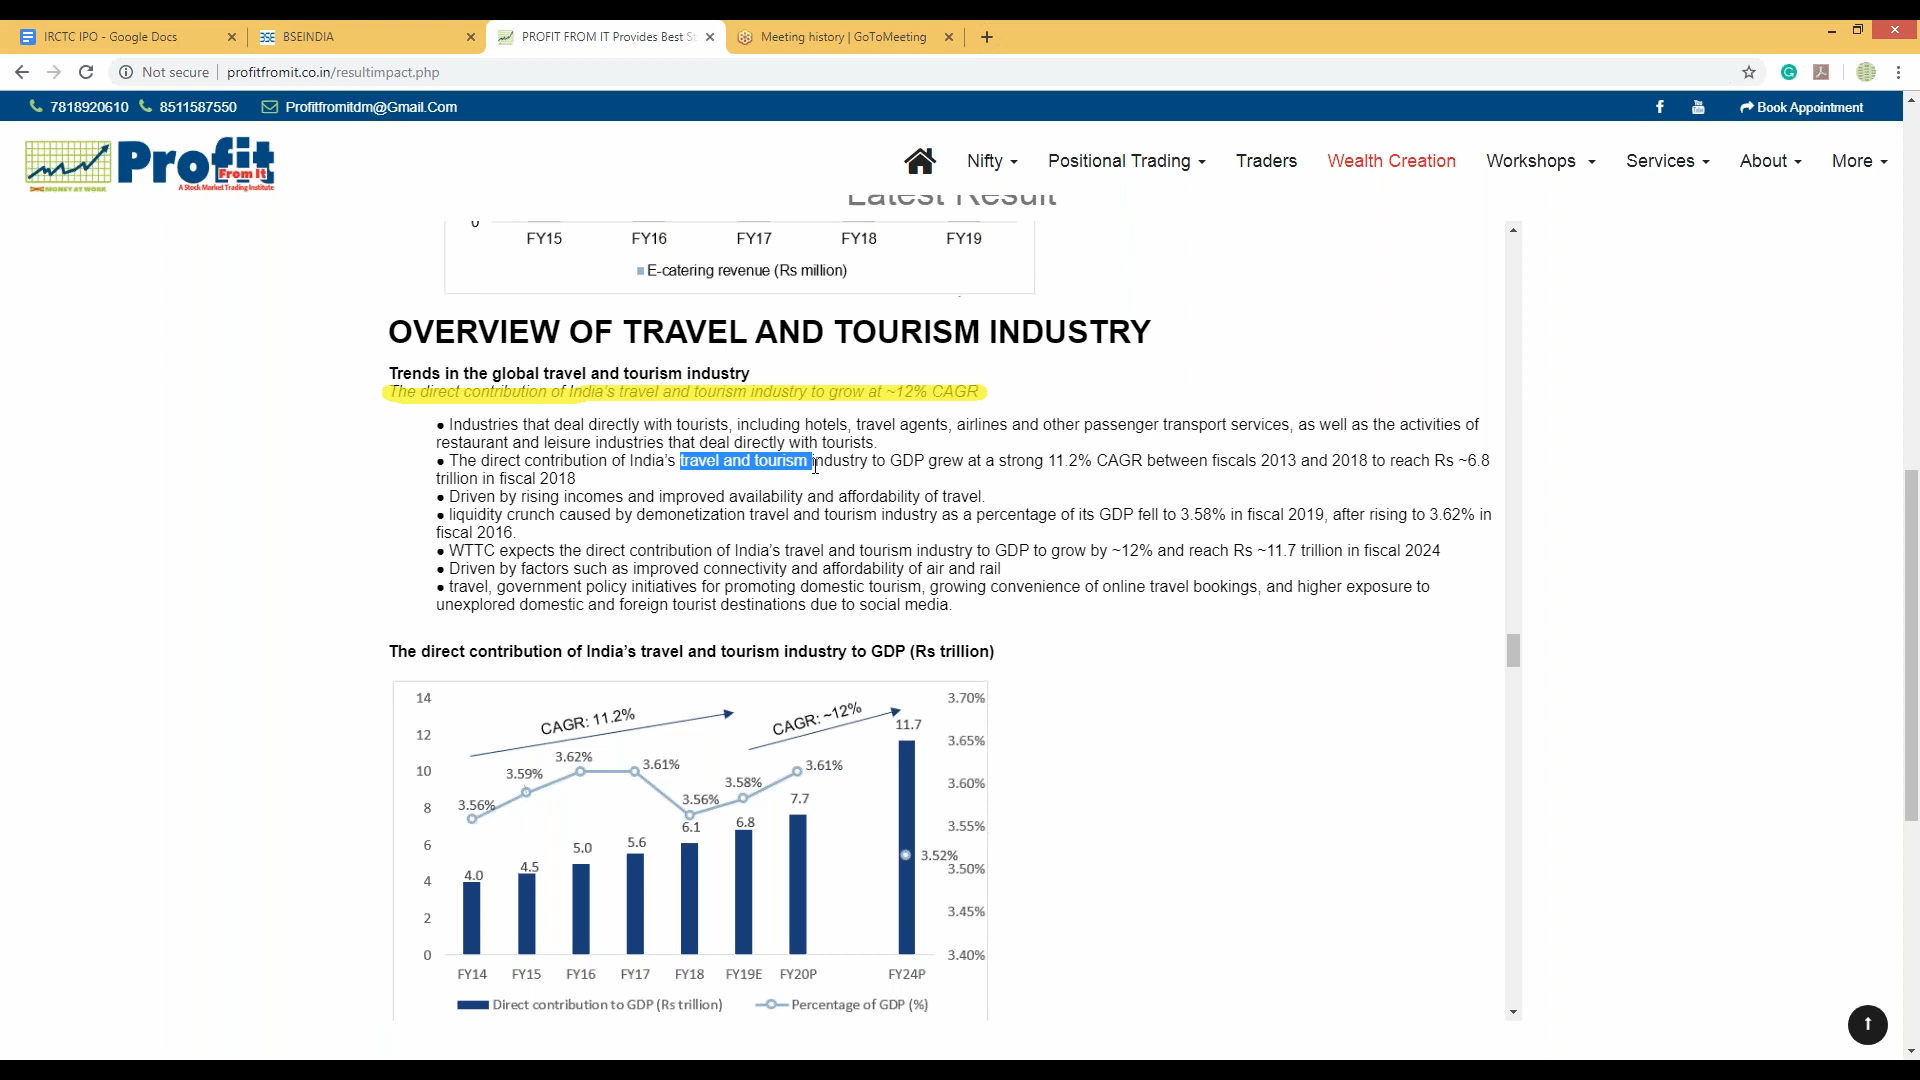 IRCTC IPO - Google Docs
BSEINDIA
PROFIT FROM IT Provides Best S
Meeting history | GoToMeeting
Not secure
profitfromit.co.in/resultimpact.php
7818920610 8511587550 Profitfromitdm@Gmail.Com
Book Appointment
Profit
From It
A Stock Market Trading Institute
MONEY AT WORK
Nifty Positional Trading Traders Wealth Creation Workshops Services About More
Latest Result
0
FY15 FY16 FY17 FY18 FY19
E-catering revenue (Rs million)
OVERVIEW OF TRAVEL AND TOURISM INDUSTRY
Trends in the global travel and tourism industry
The direct contribution of India's travel and tourism industry to grow at ~12% CAGR
● Industries that deal directly with tourists, including hotels, travel agents, airlines and other passenger transport services, as well as the activities of
restaurant and leisure industries that deal directly with tourists.
● The direct contribution of India's travel and tourism industry to GDP grew at a strong 11.2% CAGR between fiscals 2013 and 2018 to reach Rs ~6.8
trillion in fiscal 2018
● Driven by rising incomes and improved availability and affordability of travel.
● liquidity crunch caused by demonetization travel and tourism industry as a percentage of its GDP fell to 3.58% in fiscal 2019, after rising to 3.62% in
fiscal 2016.
● WTTC expects the direct contribution of India's travel and tourism industry to GDP to grow by ~12% and reach Rs ~11.7 trillion in fiscal 2024
● Driven by factors such as improved connectivity and affordability of air and rail
● travel, government policy initiatives for promoting domestic tourism, growing convenience of online travel bookings, and higher exposure to
unexplored domestic and foreign tourist destinations due to social media.
The direct contribution of India's travel and tourism industry to GDP (Rs trillion)
14 3.70%
CAGR: 11.2% CAGR: ~12%
11.7
12 3.65%
3.62% 3.61% 3.61%
10 3.59% 3.58% 3.60%
3.56% 3.56% 7.7
8 6.1 6.8 3.55%
6 5.0 5.6 3.52%
4.0 4.5 3.50%
4
2 3.45%
0 3.40%
FY14 FY15 FY16 FY17 FY18 FY19E FY20P FY24P
Direct contribution to GDP (Rs trillion) Percentage of GDP (%)